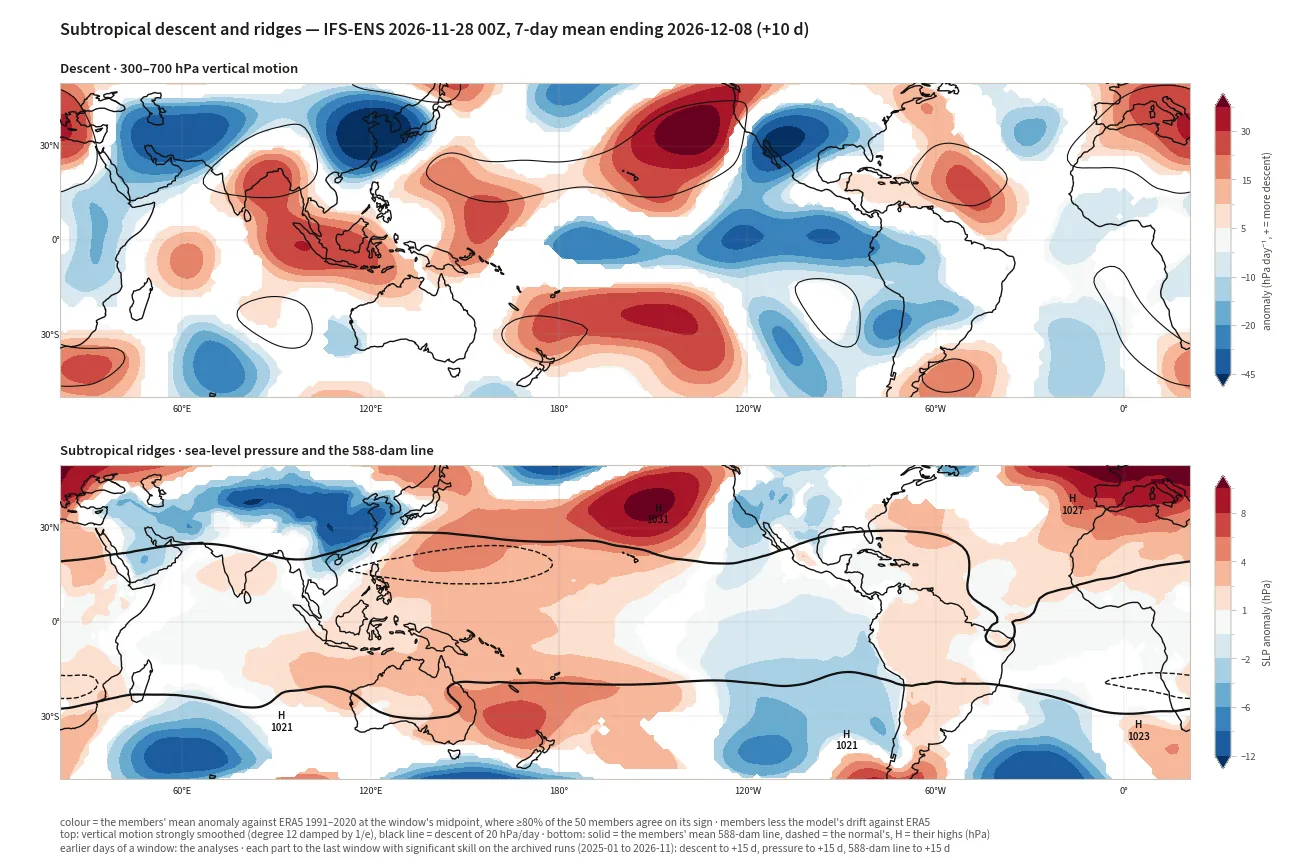 Subtropical descent and ridges — IFS-ENS 2026-11-28 00Z, 7-day mean ending 2026-12-08 (+10 d)
Descent · 300–700 hPa vertical motion
30°N
0°
30°S
60°E
120°E
180°
120°W
60°W
0°
30
15
5
−10
−20
−45
anomaly (hPa day⁻¹, + = more descent)
Subtropical ridges · sea-level pressure and the 588-dam line
30°N
0°
30°S
H
1031
H
1027
H
1021
H
1021
H
1023
60°E
120°E
180°
120°W
60°W
0°
8
4
1
−2
−6
−12
SLP anomaly (hPa)
colour = the members' mean anomaly against ERA5 1991–2020 at the window's midpoint, where ≥80% of the 50 members agree on its sign · members less the model's drift against ERA5
top: vertical motion strongly smoothed (degree 12 damped by 1/e), black line = descent of 20 hPa/day · bottom: solid = the members' mean 588-dam line, dashed = the normal's, H = their highs (hPa)
earlier days of a window: the analyses · each part to the last window with significant skill on the archived runs (2025-01 to 2026-11): descent to +15 d, pressure to +15 d, 588-dam line to +15 d